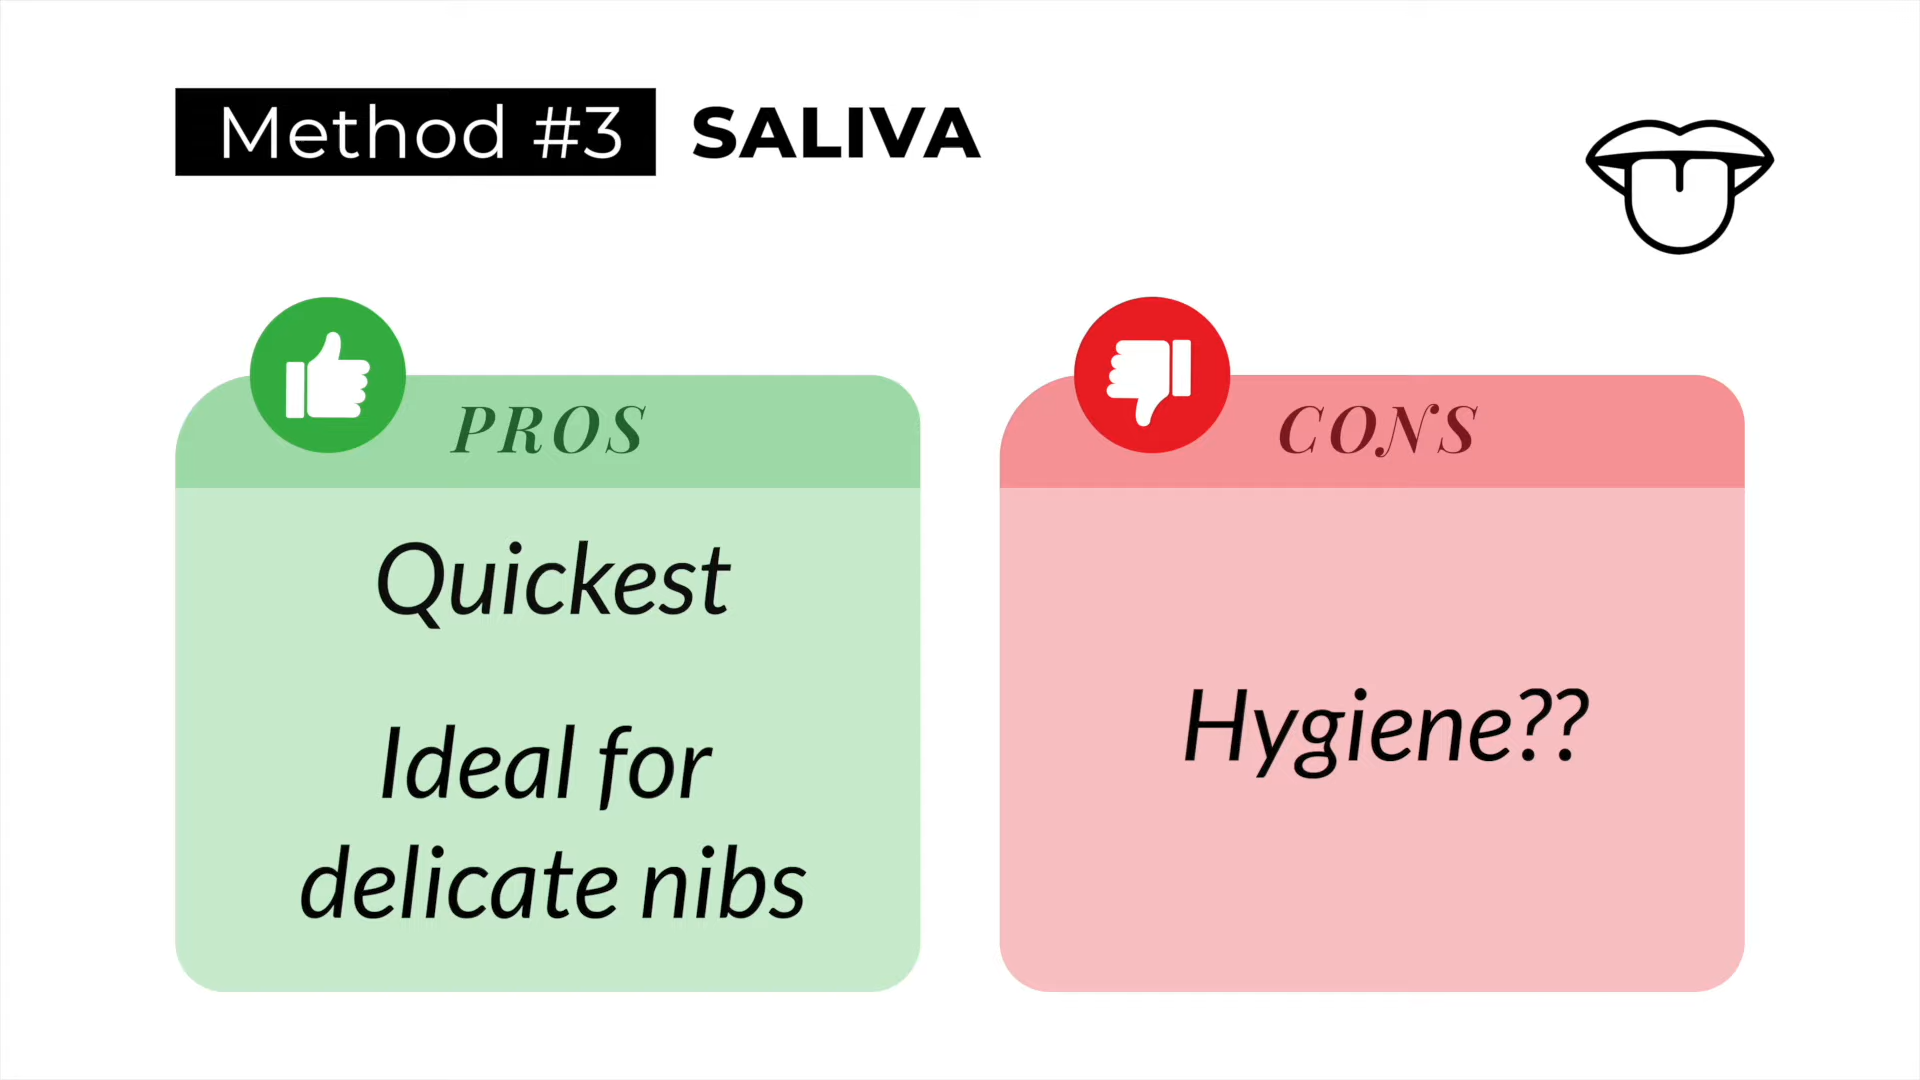 Method #3 SALIVA
PROS
Quickest
Ideal for
delicate nibs
CONS
Hygiene??